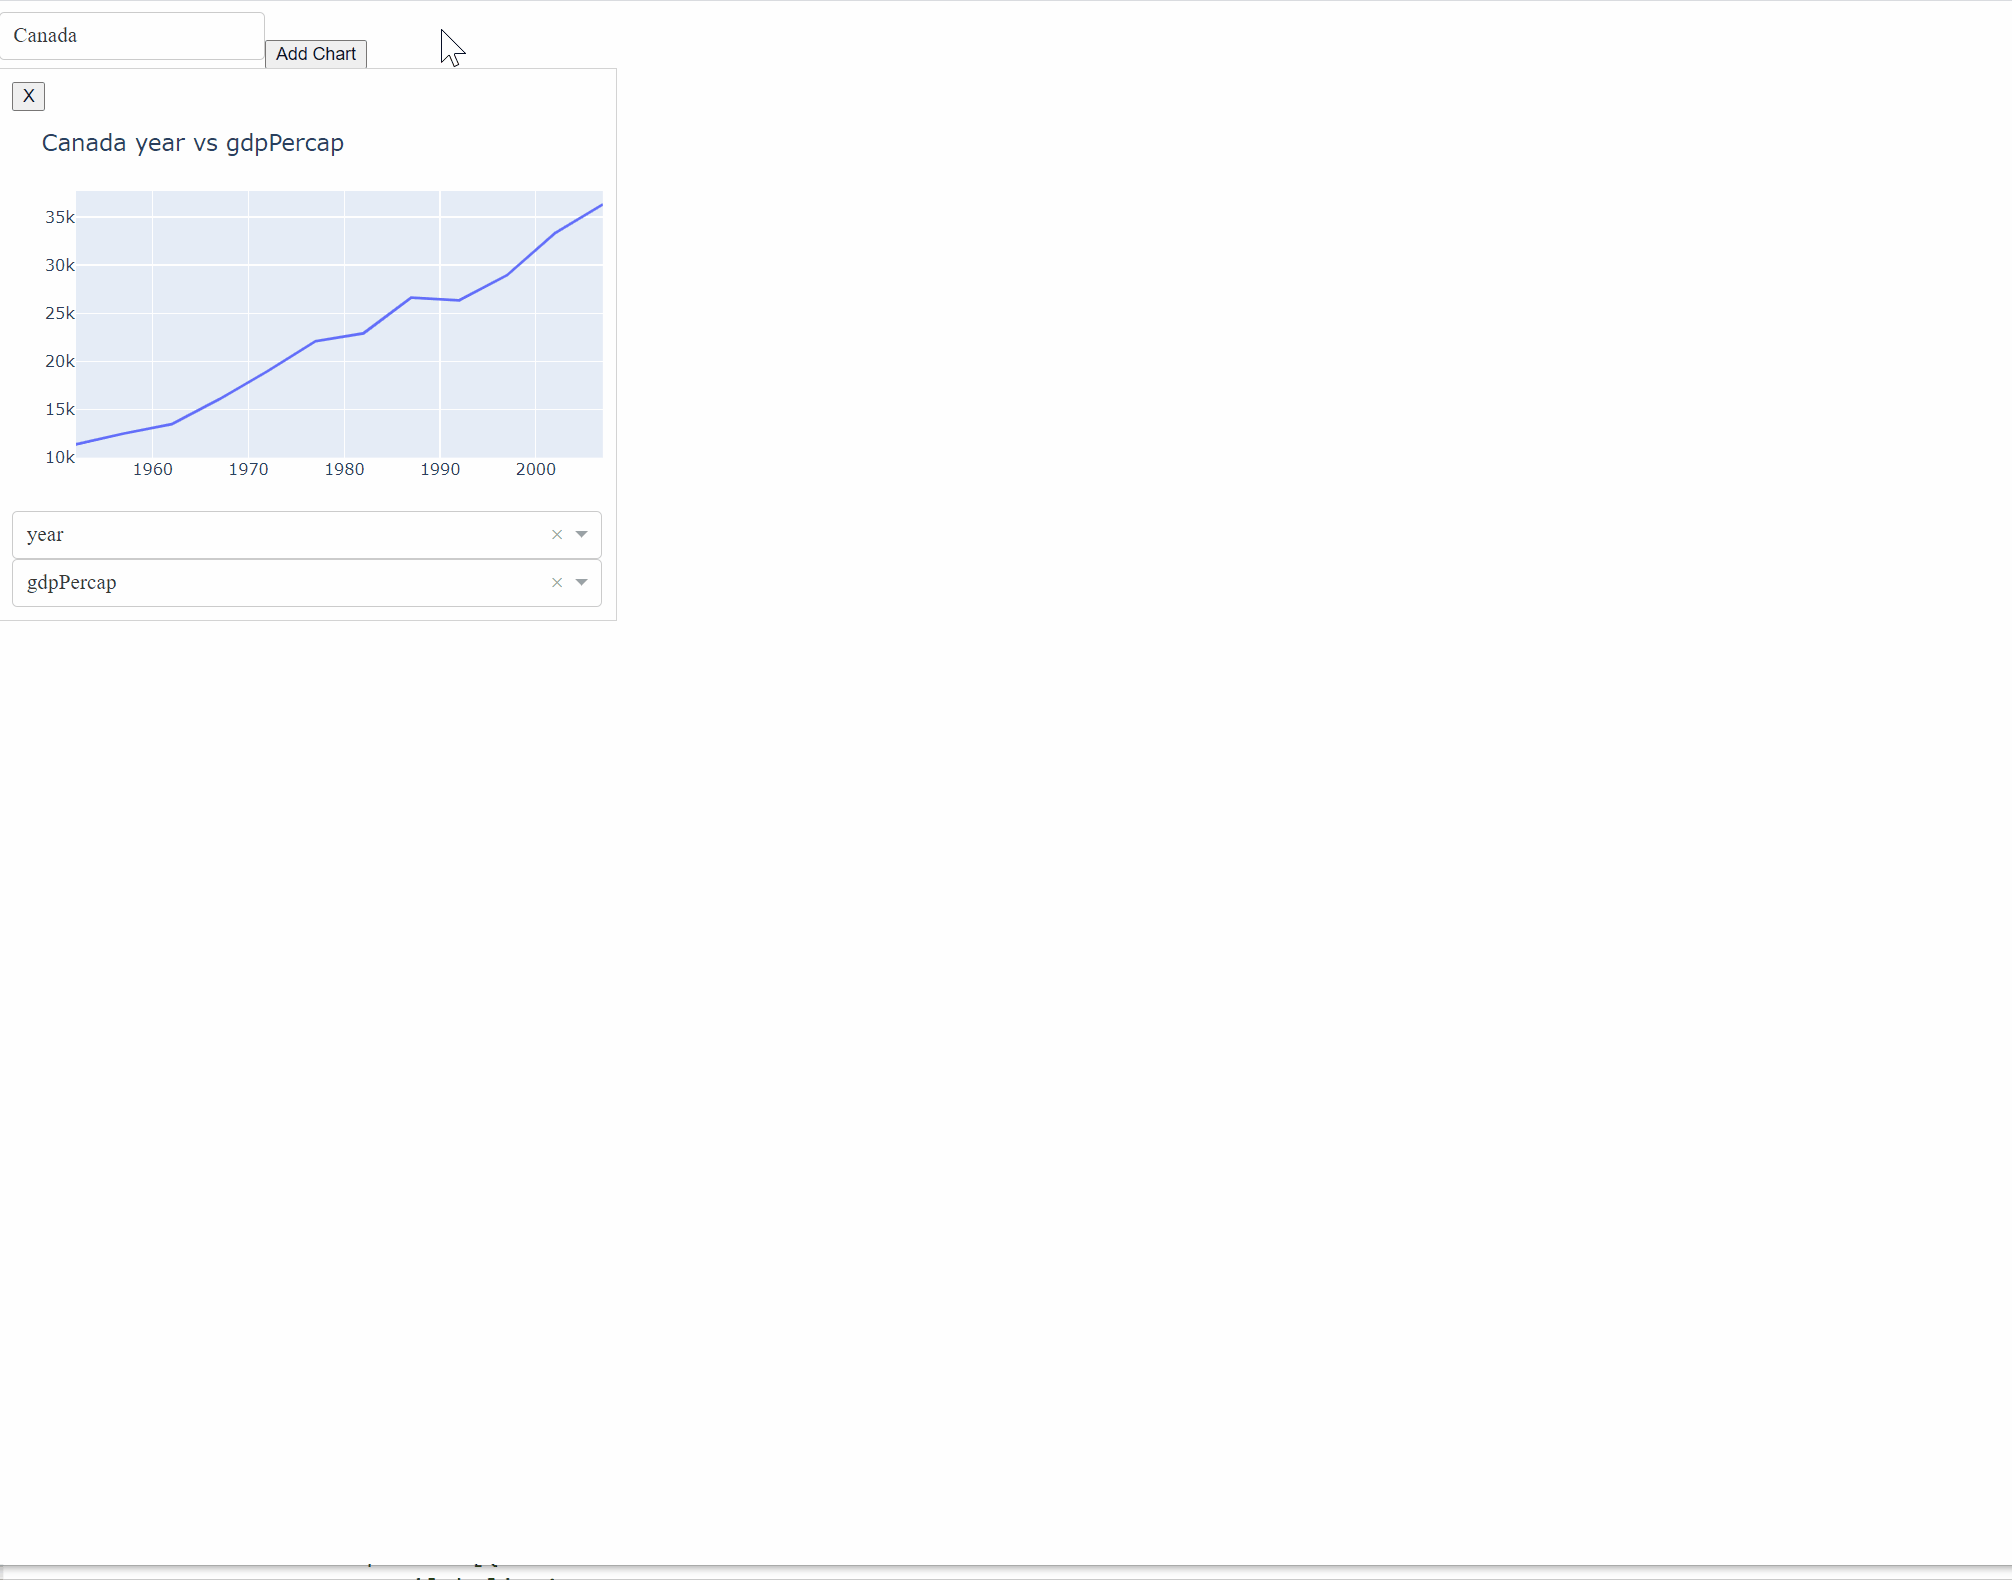 Canada
Add Chart
X
Canada year vs gdpPercap
35k
30k
25k
20k
15k
10k
1960 1970 1980 1990 2000
year
gdpPercap